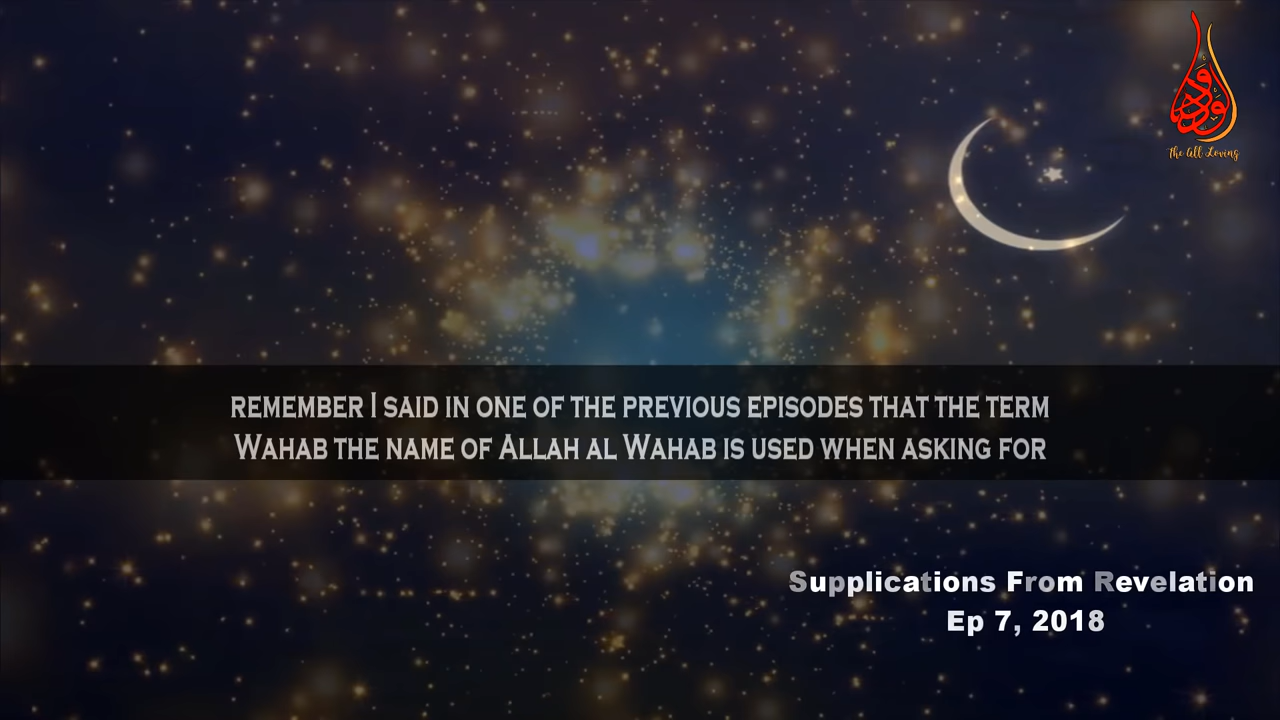 الودود
The All Loving
REMEMBER I SAID IN ONE OF THE PREVIOUS EPISODES THAT THE TERM
WAHAB THE NAME OF ALLAH AL WAHAB IS USED WHEN ASKING FOR
Supplications From Revelation
Ep 7, 2018